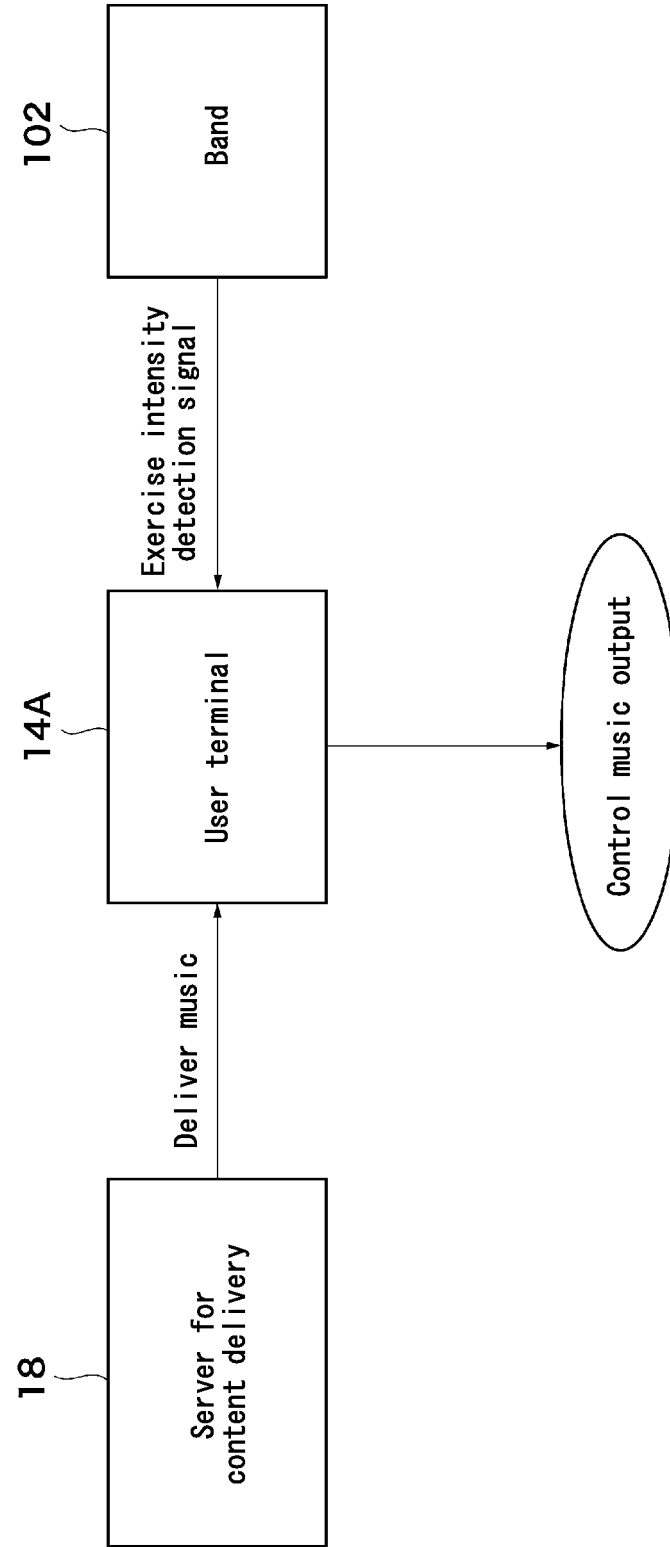 18
14A
102
Server for
content delivery
Deliver music
User terminal
Exercise intensity
detection signal
Band
Control music output